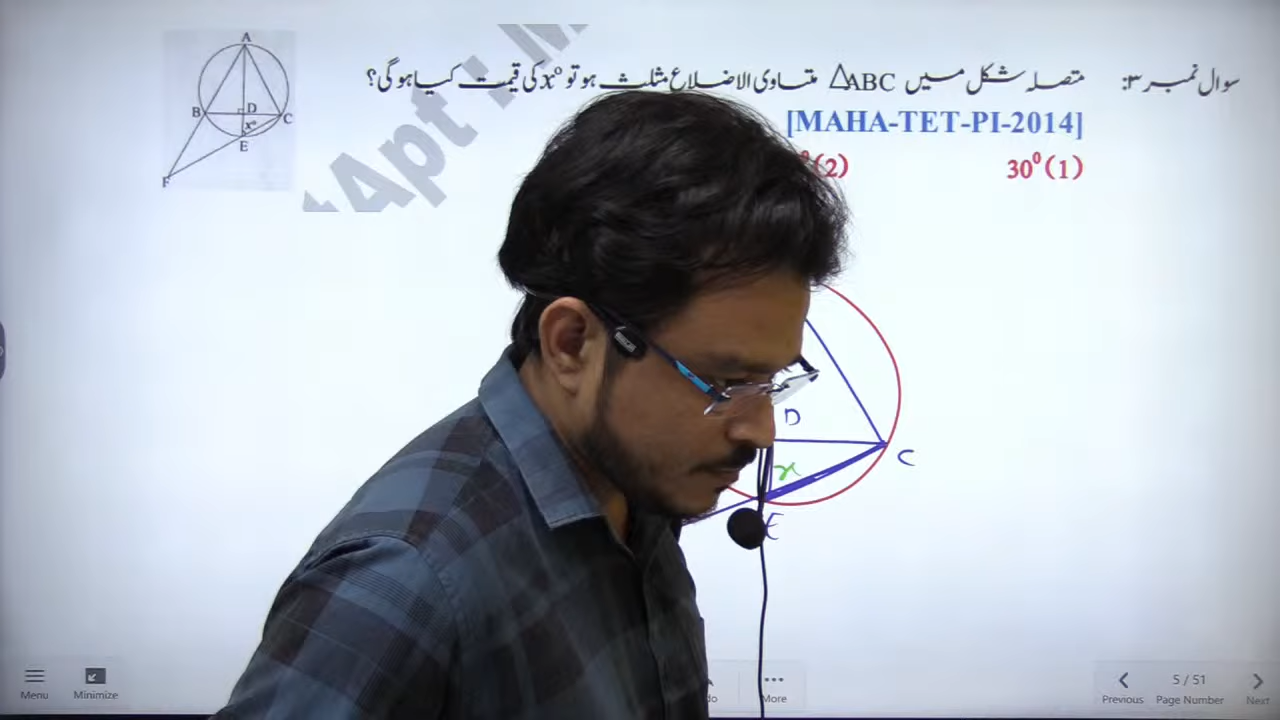 سوال نمبر ۳: متصلہ شکل میں △ABC متساوی الاضلاع مثلث ہو تو x° کی قیمت کیا ہوگی؟
[MAHA-TET-PI-2014]
30⁰ (1)
(2)
A
B
D
C
x°
E
F
Apt
D
C
x
E
Menu
Minimize
More
Previous
5 / 51
Page Number
Next